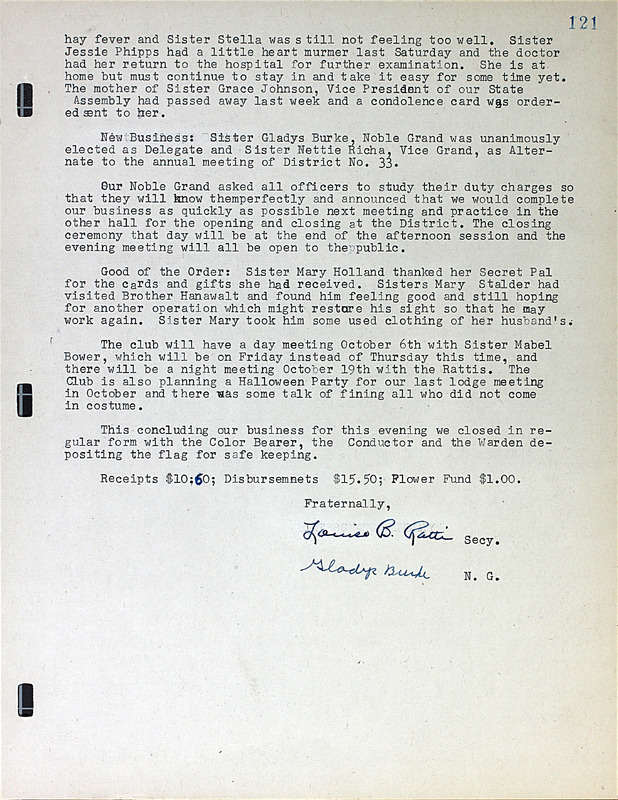 121
hay fever and Sister Stella was s till not feeling too well.  Sister
Jessie Phipps had a little heart murmer last Saturday and the doctor
had her return to the hospital for further examination.  She is at
home but must continue to stay in and take it easy for some time yet.
The mother of Sister Grace Johnson, Vice President of our State
Assembly had passed away last week and a condolence card was order-
ed sent to her.
New Business:  Sister Gladys Burke, Noble Grand was unanimously
elected as Delegate and Sister Nettie Richa, Vice Grand, as Alter-
nate to the annual meeting of District No. 33.
Our Noble Grand asked all officers to study their duty charges so
that they will know themperfectly and announced that we would complete
our business as quickly as possible next meeting and practice in the
other hall for the opening and closing at the District. The closing
ceremony that day will be at the end of the afternoon session and the
evening meeting will all be open to the public.
Good of the Order:  Sister Mary Holland thanked her Secret Pal
for the cards and gifts she had received.  Sisters Mary Stalder had
visited Brother Hanawalt and found him feeling good and still hoping
for another operation which might restore his sight so that he may
work again.  Sister Mary took him some used clothing of her husband's.
The club will have a day meeting October 6th with Sister Mabel
Bower, which will be on Friday instead of Thursday this time, and
there will be a night meeting October 19th with the Rattis.  The
Club is also planning a Halloween Party for our last lodge meeting
in October and there was some talk of fining all who did not come
in costume.
This concluding our business for this evening we closed in re-
gular form with the Color Bearer, the  Conductor and the Warden de-
positing the flag for safe keeping.
Receipts $10;60; Disbursemnets  $15.50; Flower Fund $1.00.
Fraternally,
Louise B. Ratti Secy.
Gladys Burke N. G.